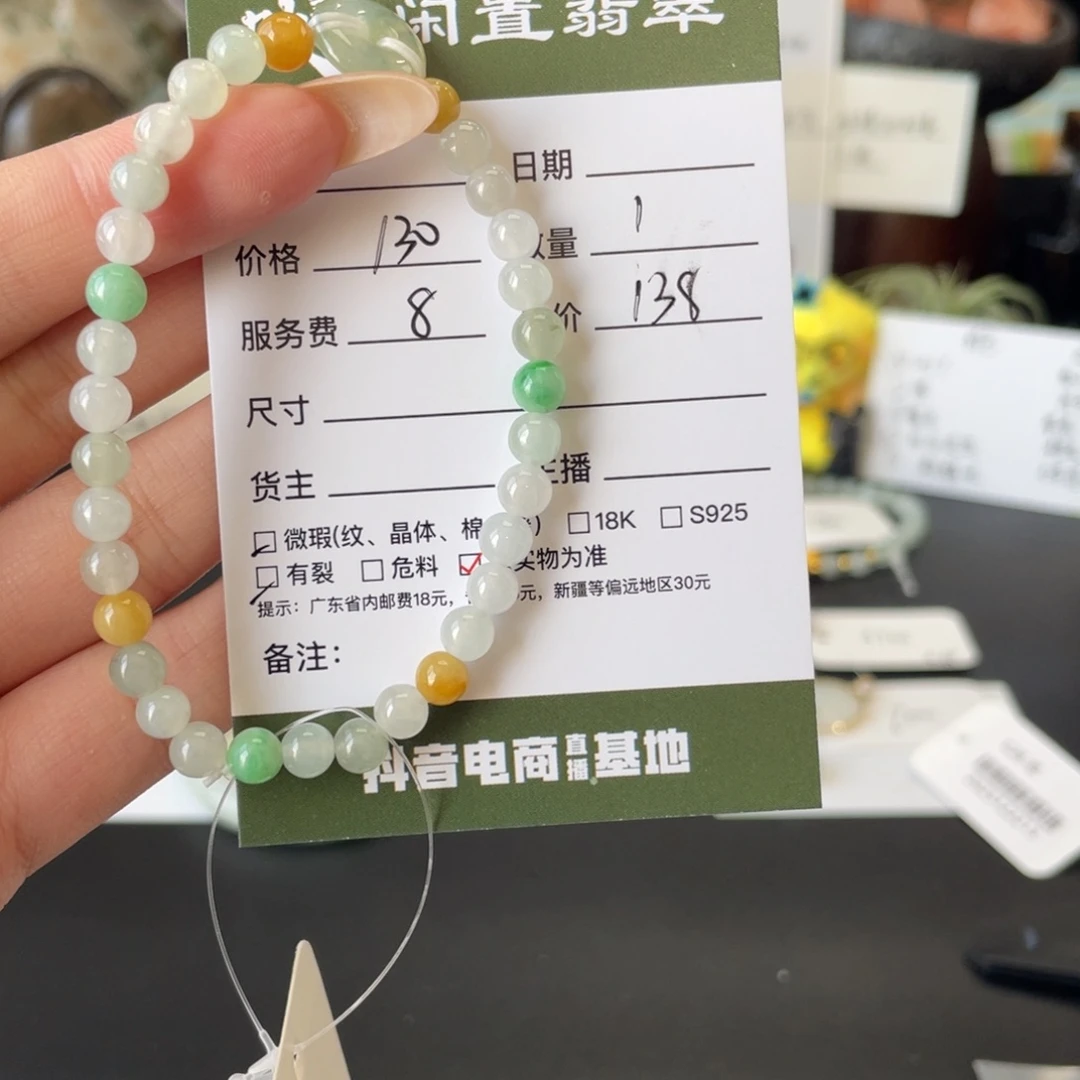 闲置翡翠
日期
价格 130 量 1
服务费 8 价 138
尺寸
货主 播
微瑕(纹、晶体、棉 ) 18K S925
有裂 危料 实物为准
提示：广东省内邮费18元， 元，新疆等偏远地区30元
备注：
抖音电商直播基地